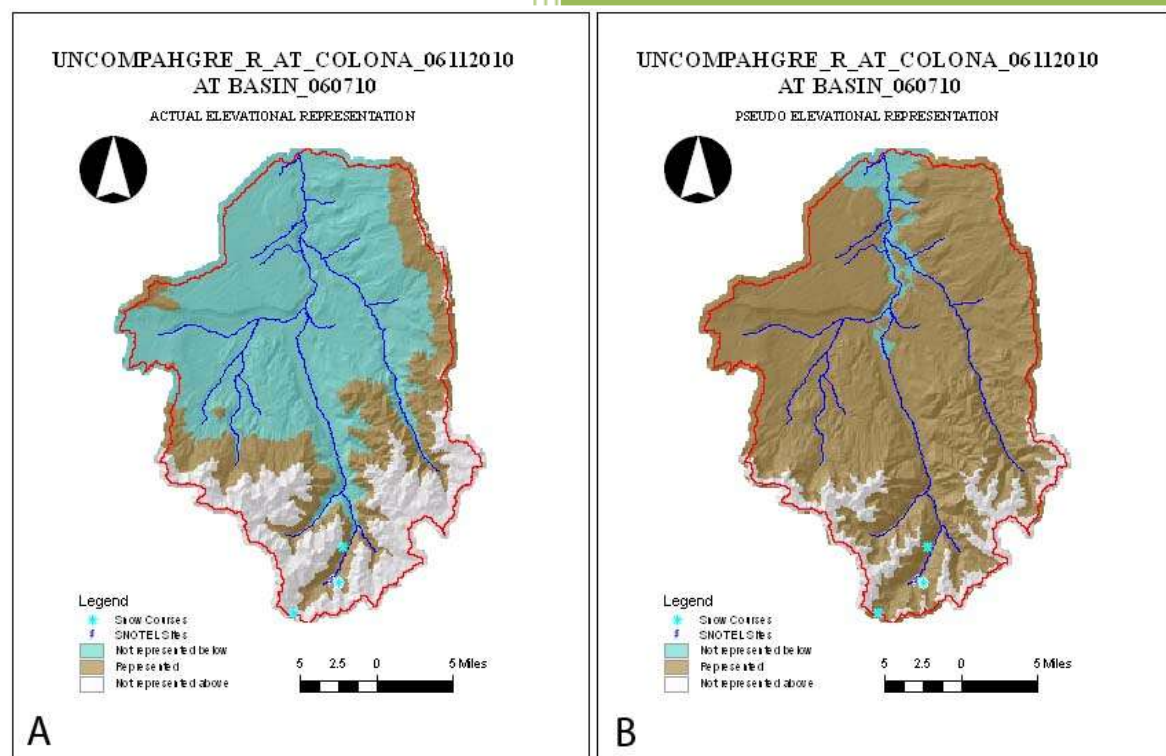 UNCOMPAHGRE_R_AT_COLONA_06112010
AT BASIN_060710
ACTUAL ELEVATIONAL REPRESENTATION
Legend
Snow Courses
SNOTEL Sites
Not represented below
Represented
Not represented above
5 2.5 0 5 Miles
A
UNCOMPAHGRE_R_AT_COLONA_06112010
AT BASIN_060710
PSEUDO ELEVATIONAL REPRESENTATION
Legend
Snow Courses
SNOTEL Sites
Not represented below
Represented
Not represented above
5 2.5 0 5 Miles
B